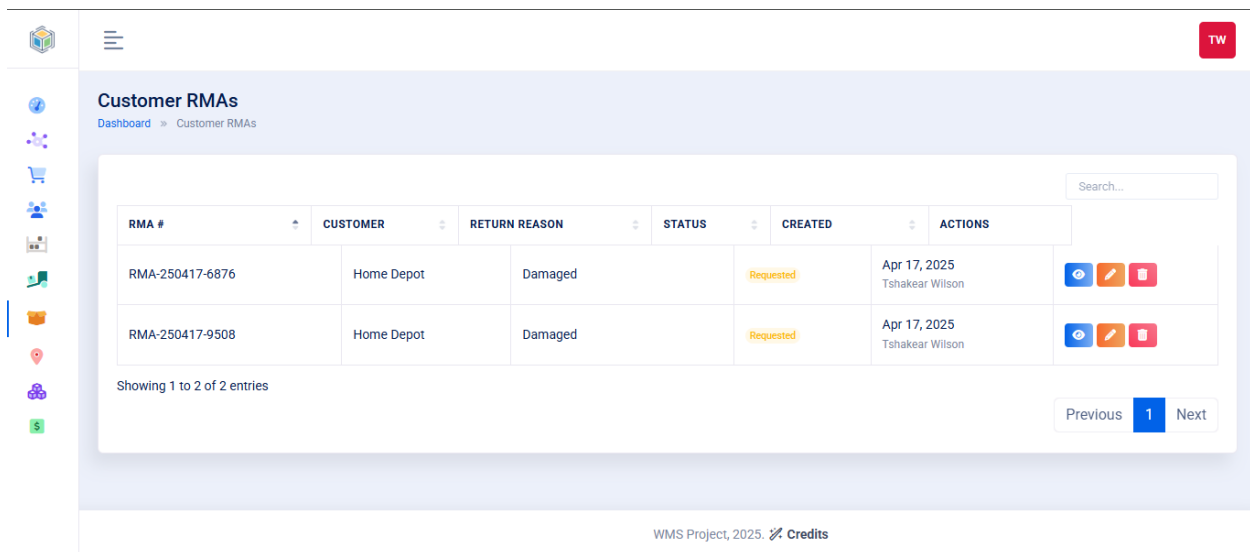 TW
Customer RMAs
Dashboard » Customer RMAs
Search...
RMA # CUSTOMER RETURN REASON STATUS CREATED ACTIONS
RMA-250417-6876 Home Depot Damaged Requested Apr 17, 2025
Tshakear Wilson
RMA-250417-9508 Home Depot Damaged Requested Apr 17, 2025
Tshakear Wilson
Showing 1 to 2 of 2 entries
Previous 1 Next
WMS Project, 2025. Credits